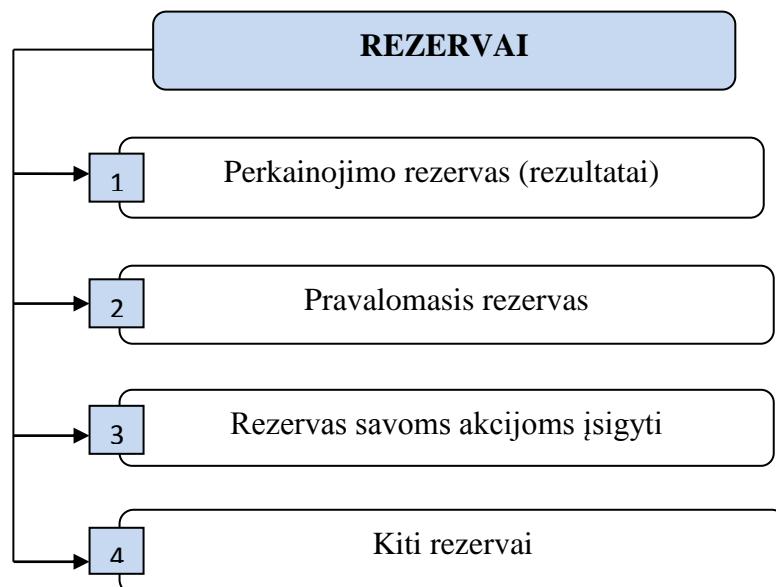 REZERVAI
1 Perkainojimo rezervas (rezultatai)
2 Pravalomasis rezervas
3 Rezervas savoms akcijoms įsigyti
4 Kiti rezervai